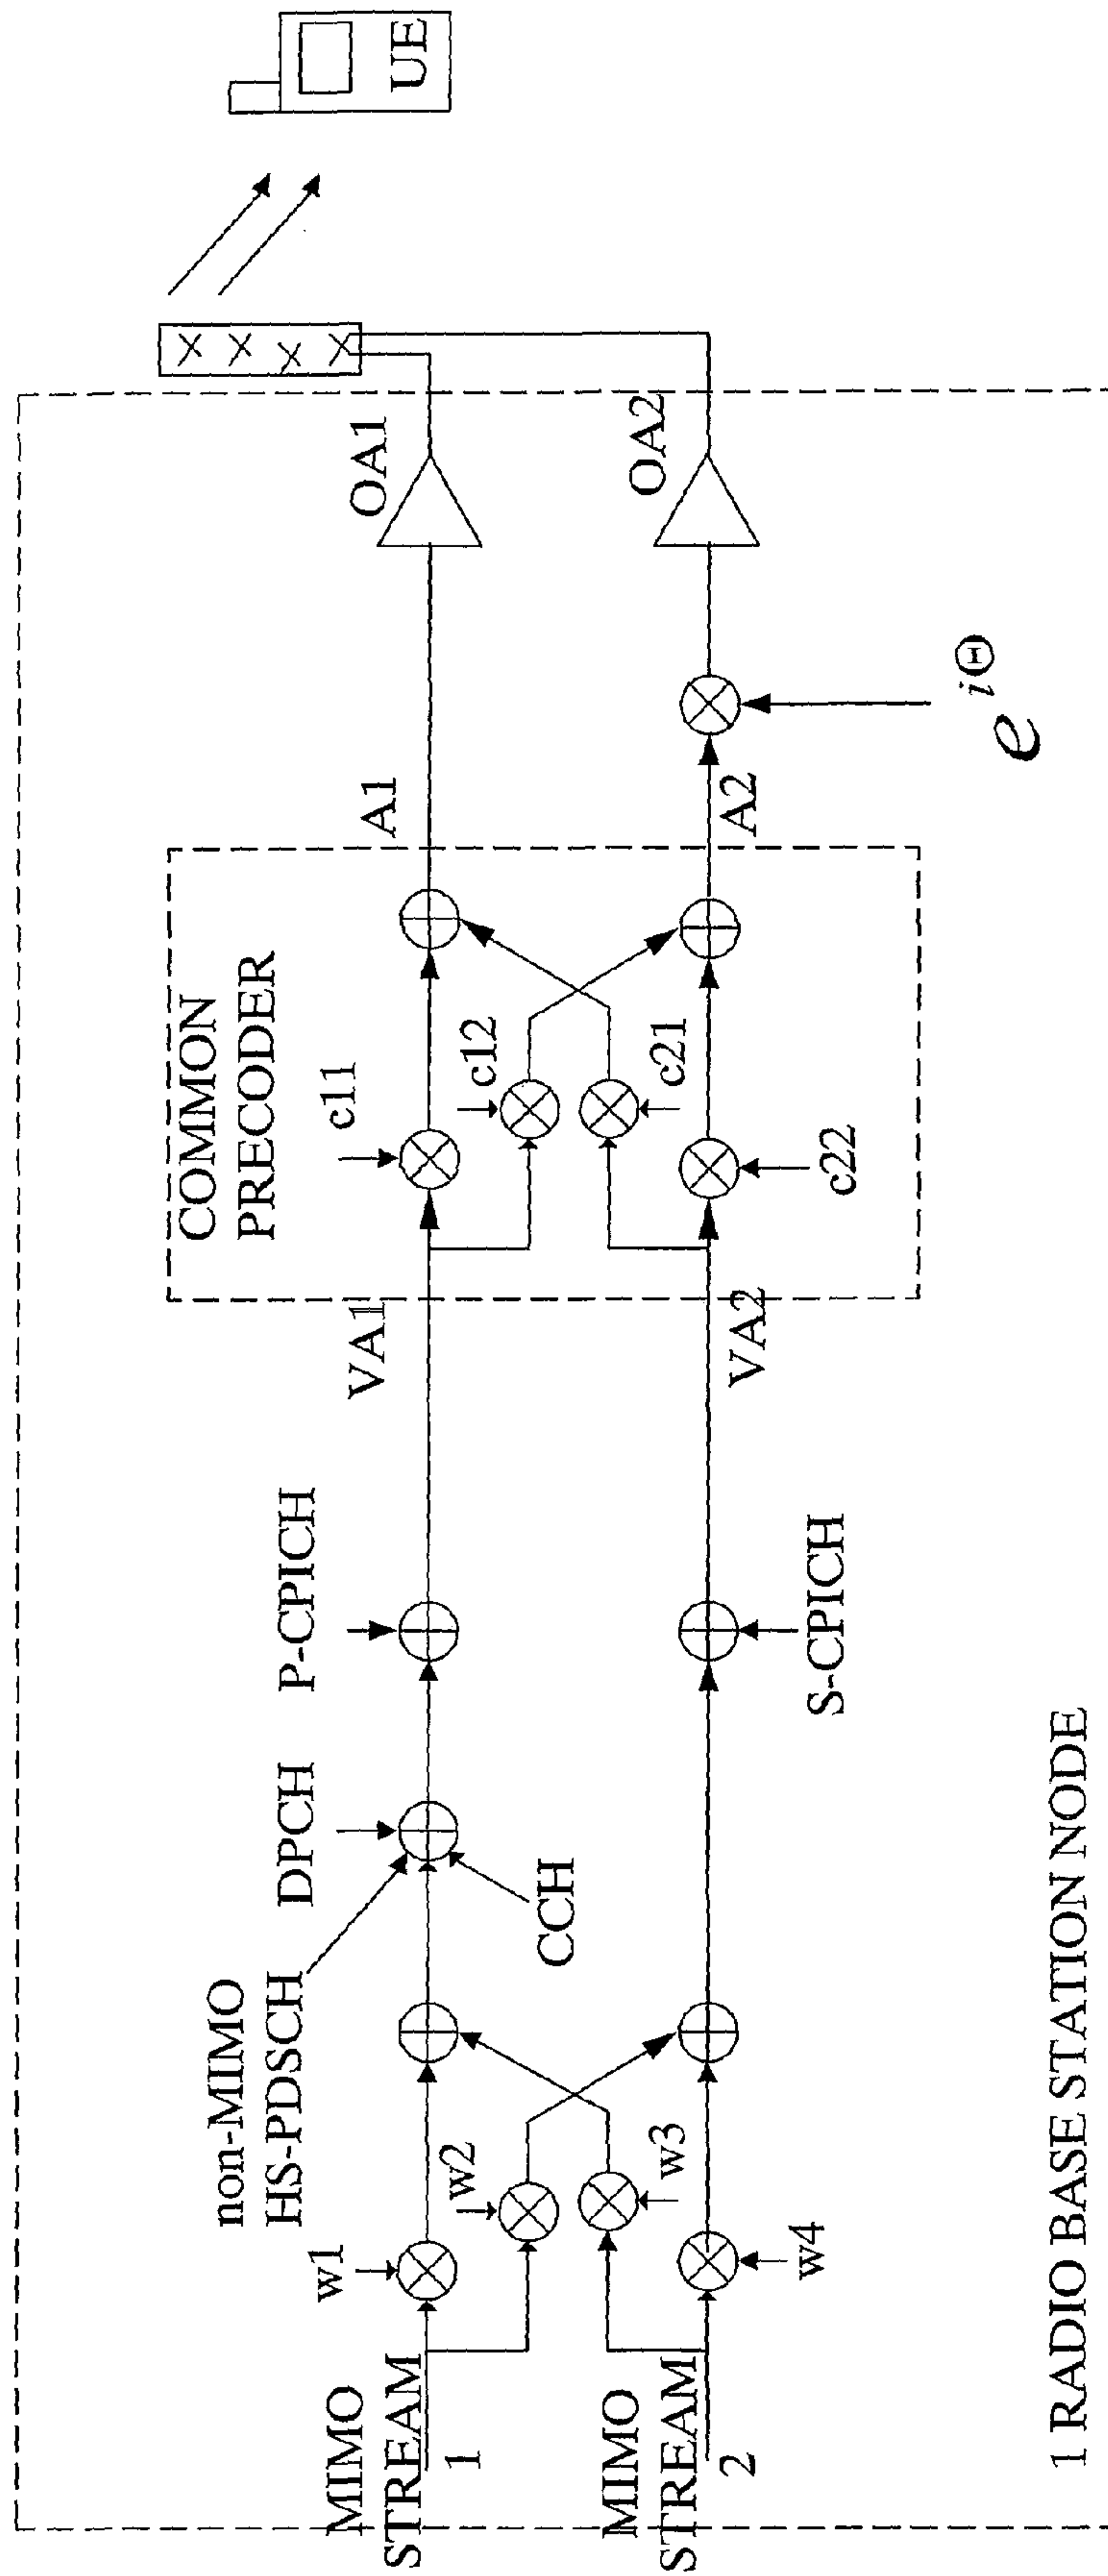 MIMO
STREAM
1
MIMO
STREAM
2
w1
w2
w3
w4
non-MIMO
HS-PDSCH
DPCH
CCH
P-CPICH
S-CPICH
VA1
VA2
COMMON
PRECODER
c11
c12
c21
c22
A1
A2
e^{iΘ}
OA1
OA2
UE
1 RADIO BASE STATION NODE